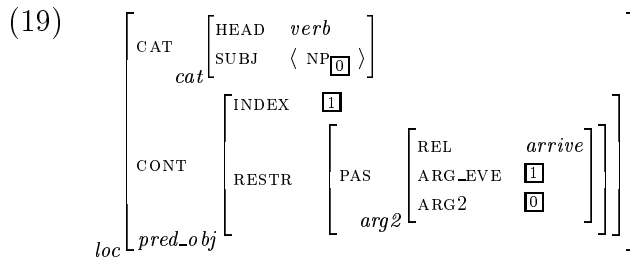 (19)
CAT cat HEAD verb
SUBJ ⟨ NP 0 ⟩
CONT pred_obj INDEX 1
RESTR PAS arg2 REL arrive
ARG_EVE 1
ARG2 0
loc